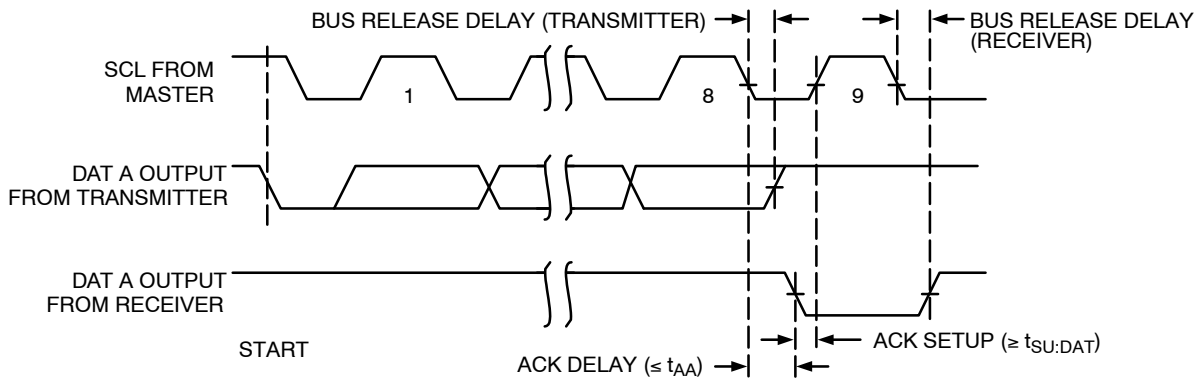 BUS RELEASE DELAY (TRANSMITTER)
BUS RELEASE DELAY
(RECEIVER)
SCL FROM
MASTER
1
8
9
DAT A OUTPUT
FROM TRANSMITTER
DAT A OUTPUT
FROM RECEIVER
START
ACK SETUP (≥ tSU:DAT)
ACK DELAY (≤ tAA)